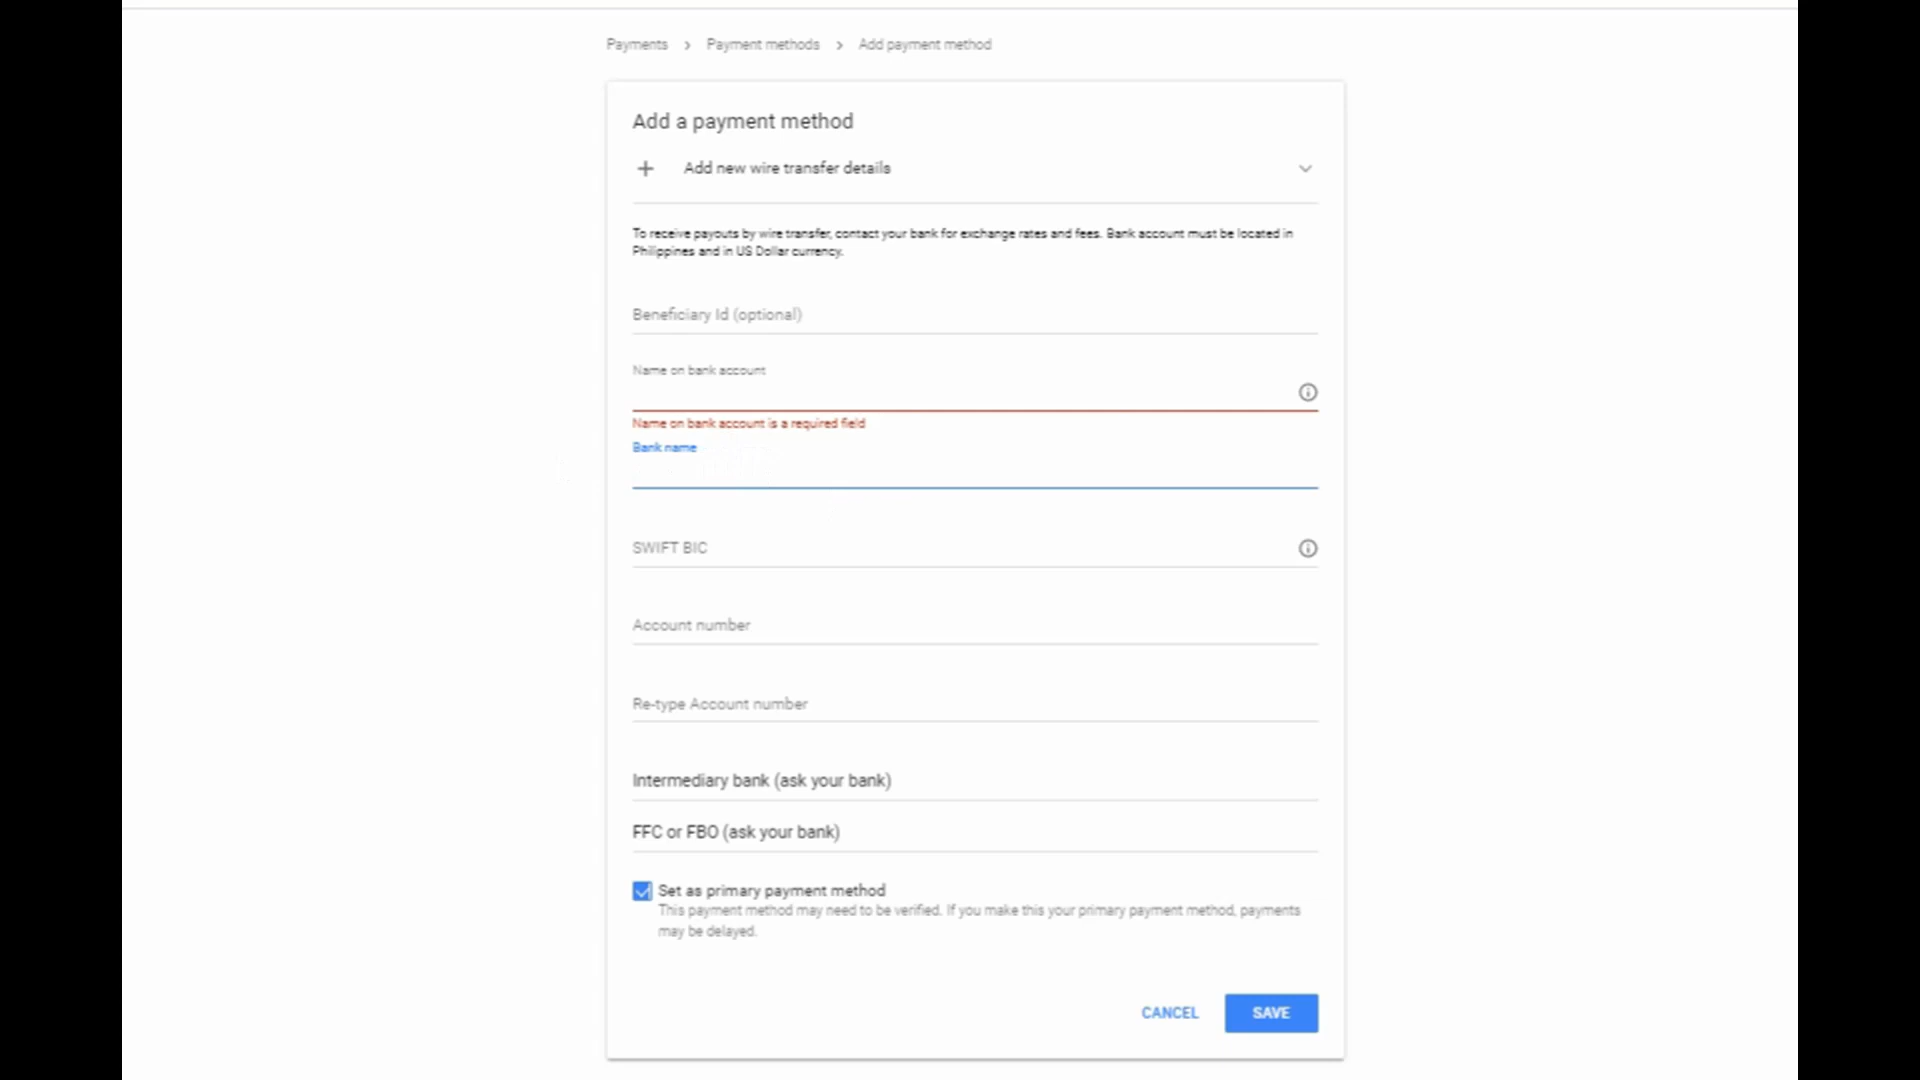 Payments > Payment methods > Add payment method
Add a payment method
+ Add new wire transfer details
To receive payouts by wire transfer, contact your bank for exchange rates and fees. Bank account must be located in
Philippines and in US Dollar currency.
Beneficiary Id (optional)
Name on bank account
Name on bank account is a required field
Bank name
SWIFT BIC
Account number
Re-type Account number
Intermediary bank (ask your bank)
FFC or FBO (ask your bank)
Set as primary payment method
This payment method may need to be verified. If you make this your primary payment method, payments
may be delayed.
CANCEL SAVE